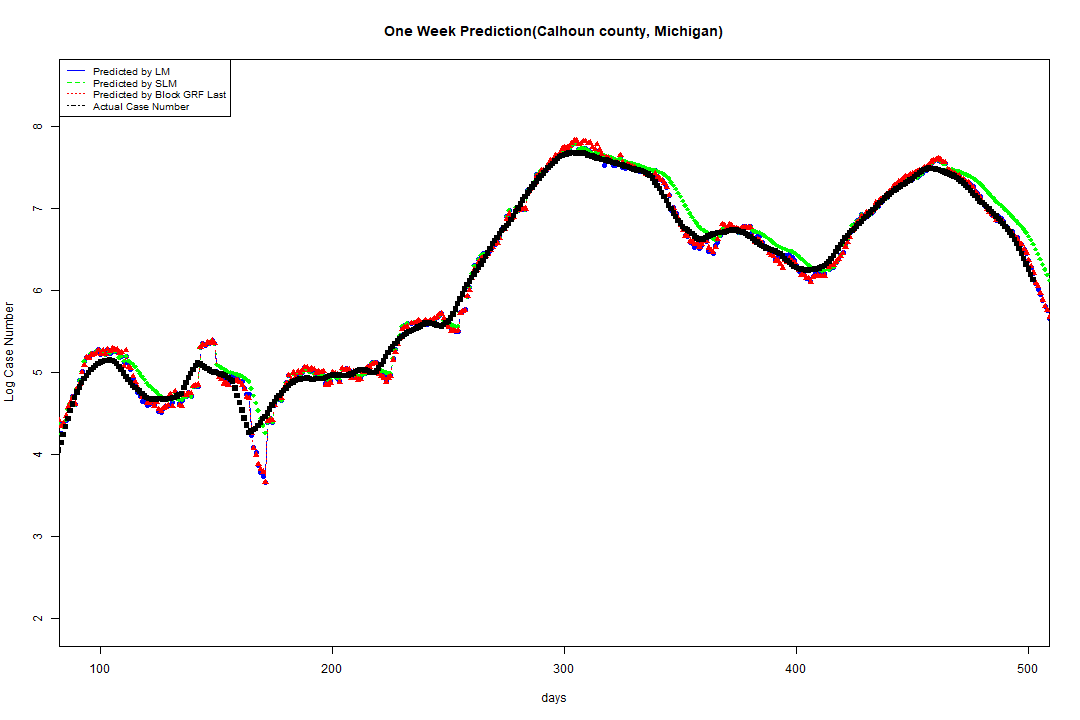 One Week Prediction(Calhoun county, Michigan)
Predicted by LM
Predicted by SLM
Predicted by Block GRF Last
Actual Case Number
8
7
6
5
4
3
2
Log Case Number
100 200 300 400 500
days